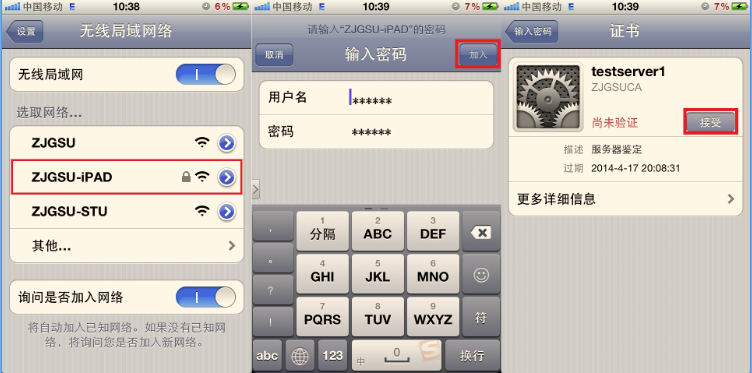 中国移动 E 10:38 6%
设置 无线局域网络
无线局域网
选取网络...
ZJGSU
ZJGSU-iPAD
ZJGSU-STU
其他...
询问是否加入网络
将自动加入已知网络。如果没有已知网
络，将询问您是否加入新网络。
中国移动 E 10:39 7%
请输入“ZJGSU-iPAD”的密码
取消 输入密码 加入
用户名 ******
密码 ******
， 1 分隔 2 ABC 3 DEF
。 4 GHI 5 JKL 6 MNO
? 7 PQRS 8 TUV 9 WXYZ 符
!
abc 123 中 0 换行
中国移动 E 10:39 7%
输入密码 证书
testserver1
ZJGSUCA
尚未验证 接受
描述 服务器鉴定
过期 2014-4-17 20:08:31
更多详细信息